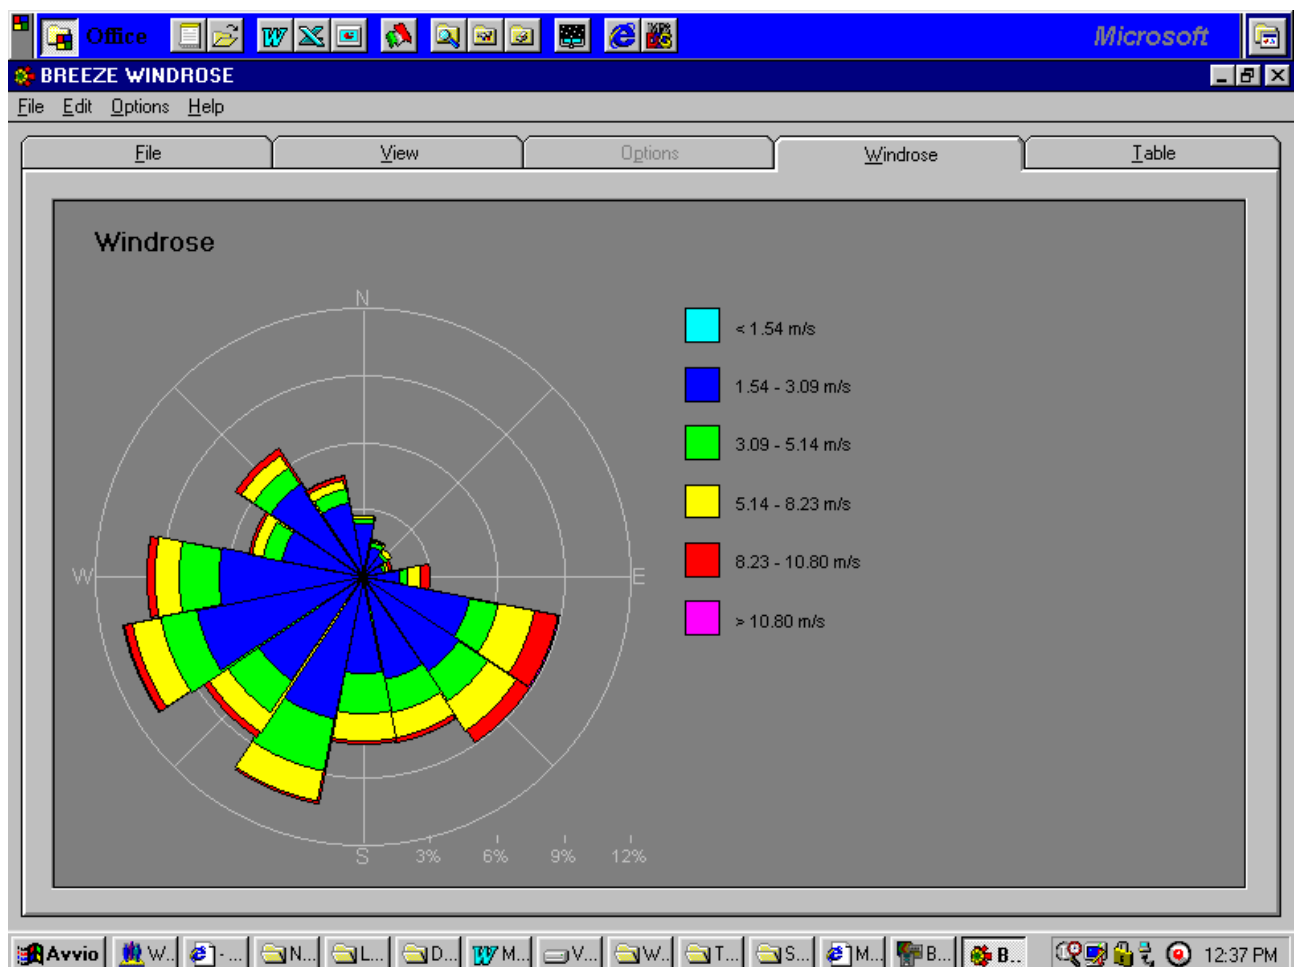 Office Microsoft
BREEZE WINDROSE
File Edit Options Help
File View Options Windrose Table
Windrose
N
< 1.54 m/s
1.54 - 3.09 m/s
3.09 - 5.14 m/s
5.14 - 8.23 m/s
W E
8.23 - 10.80 m/s
> 10.80 m/s
S 3% 6% 9% 12%
Avvio W.. - ... N... L... D... M... V... W.. T... S... M... B... B.. 12:37 PM